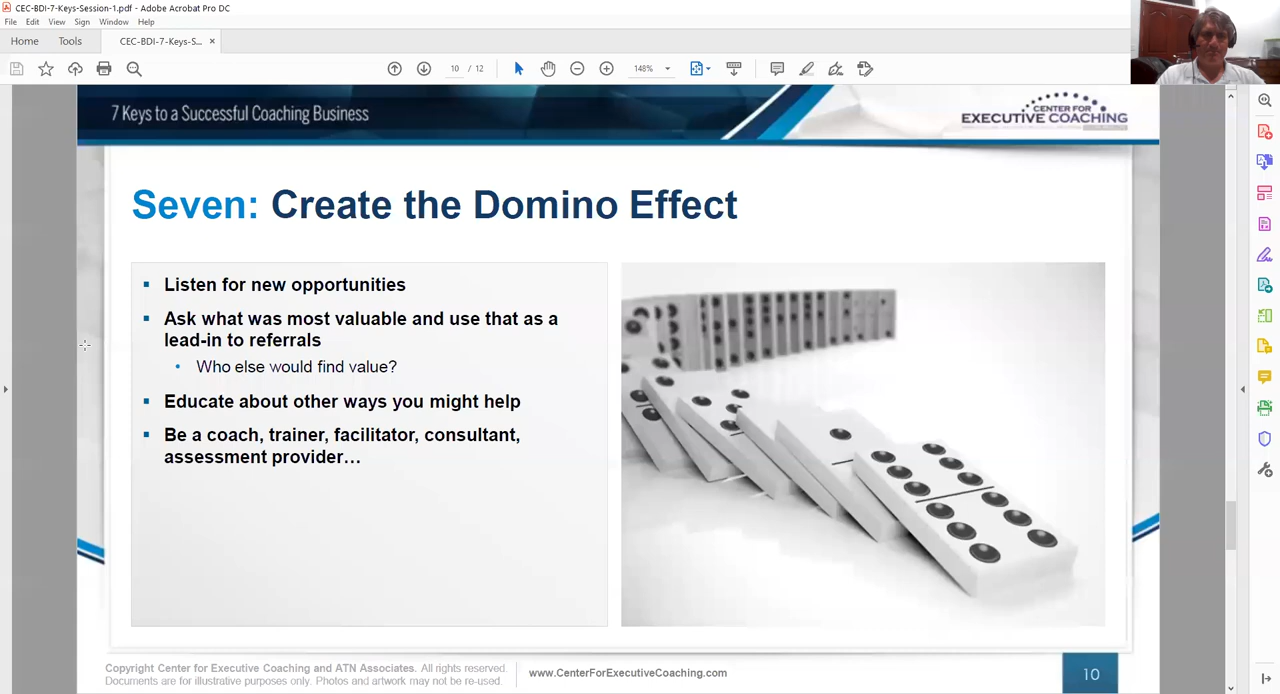 CEC-BDI-7-Keys-Session-1.pdf - Adobe Acrobat Pro DC
File Edit View Sign Window Help
Home Tools CEC-BDI-7-Keys-S... ×
10 / 12 148%
7 Keys to a Successful Coaching Business
CENTER FOR
EXECUTIVE COACHING
Seven: Create the Domino Effect
▪ Listen for new opportunities
▪ Ask what was most valuable and use that as a
lead-in to referrals
• Who else would find value?
▪ Educate about other ways you might help
▪ Be a coach, trainer, facilitator, consultant,
assessment provider…
Copyright Center for Executive Coaching and ATN Associates. All rights reserved.
Documents are for illustrative purposes only. Photos and artwork may not be re-used.
www.CenterForExecutiveCoaching.com
10